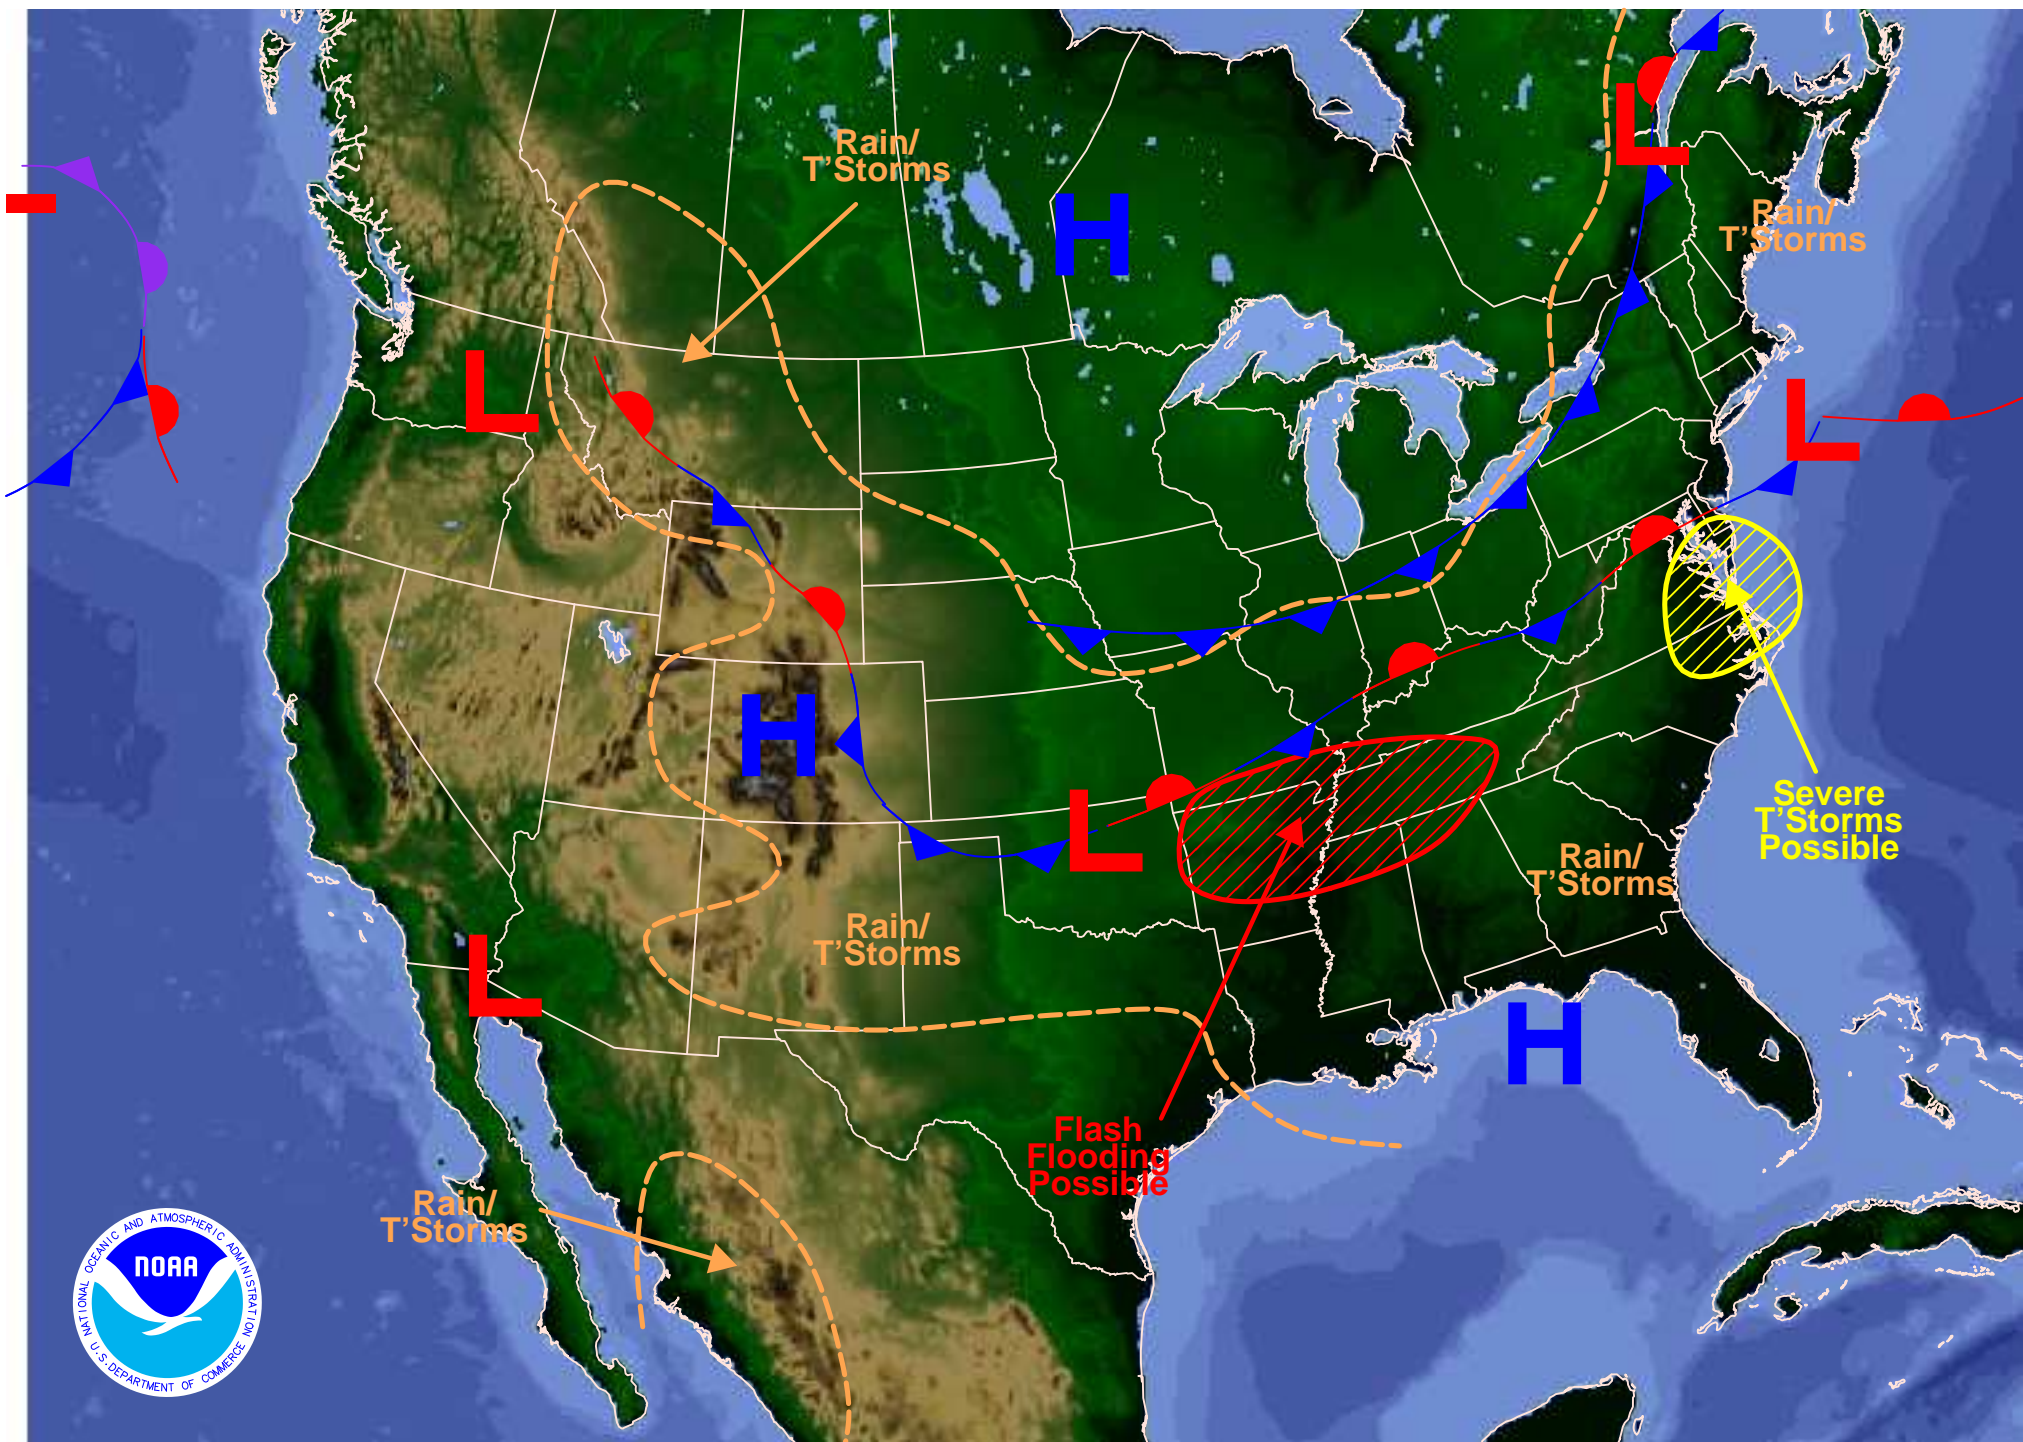 Rain/
T'Storms
H
L
Rain/
T'Storms
L
L
H
L
L
Severe
T'Storms
Possible
Rain/
T'Storms
Rain/
T'Storms
L
H
Flash
Flooding
Possible
Rain/
T'Storms
NATIONAL OCEANIC AND ATMOSPHERIC ADMINISTRATION
NOAA
U.S. DEPARTMENT OF COMMERCE